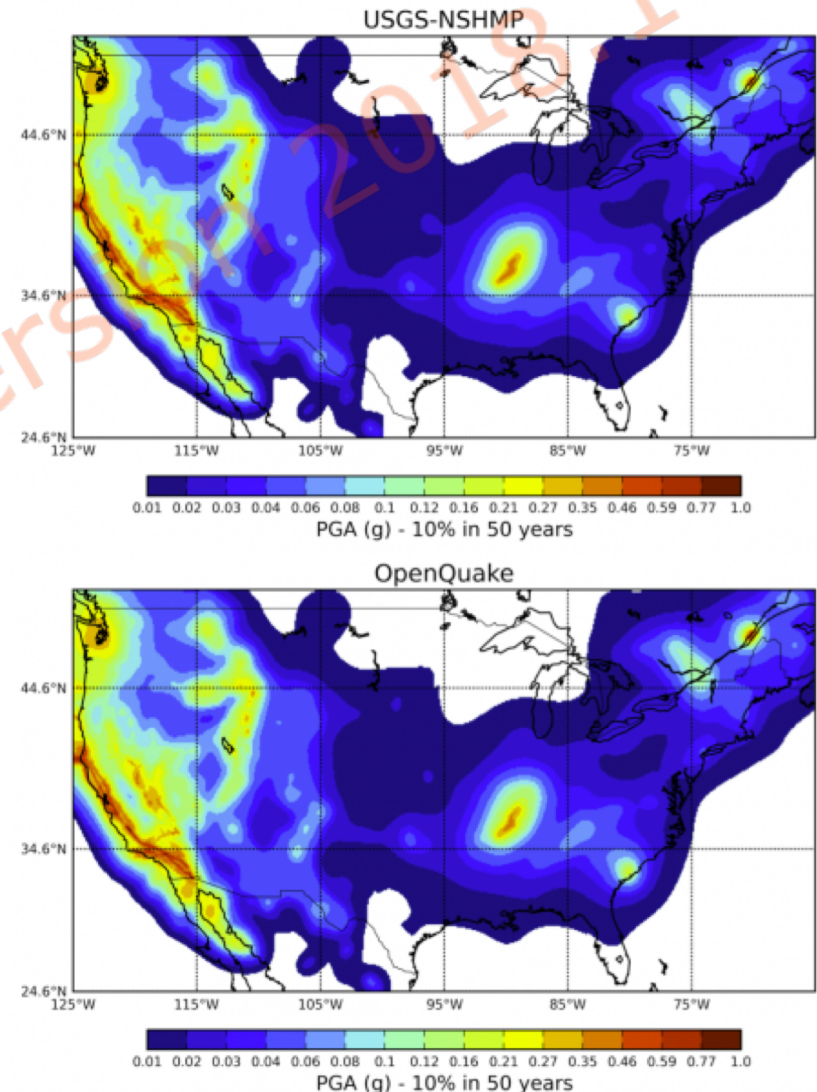 USGS-NSHMP
ersion 2018.1
44.6°N
34.6°N
24.6°N
125°W 115°W 105°W 95°W 85°W 75°W
0.01 0.02 0.03 0.04 0.06 0.08 0.1 0.12 0.16 0.21 0.27 0.35 0.46 0.59 0.77 1.0
PGA (g) - 10% in 50 years
OpenQuake
44.6°N
34.6°N
24.6°N
125°W 115°W 105°W 95°W 85°W 75°W
0.01 0.02 0.03 0.04 0.06 0.08 0.1 0.12 0.16 0.21 0.27 0.35 0.46 0.59 0.77 1.0
PGA (g) - 10% in 50 years